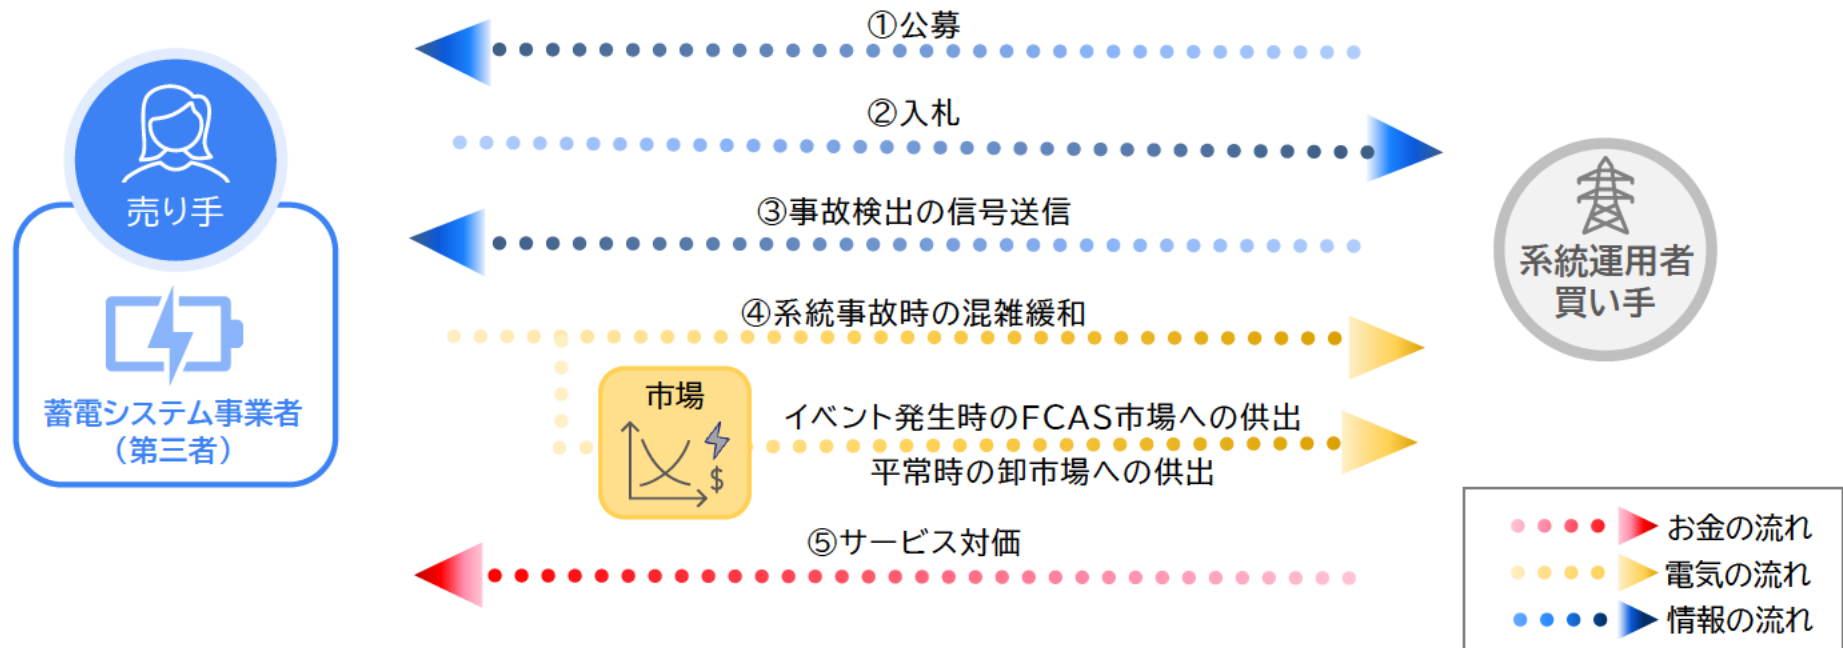 ①公募
②入札
売り手
③事故検出の信号送信
系統運用者
買い手
④系統事故時の混雑緩和
市場
$
イベント発生時のFCAS市場への供出
平常時の卸市場への供出
蓄電システム事業者
（第三者）
⑤サービス対価
お金の流れ
電気の流れ
情報の流れ